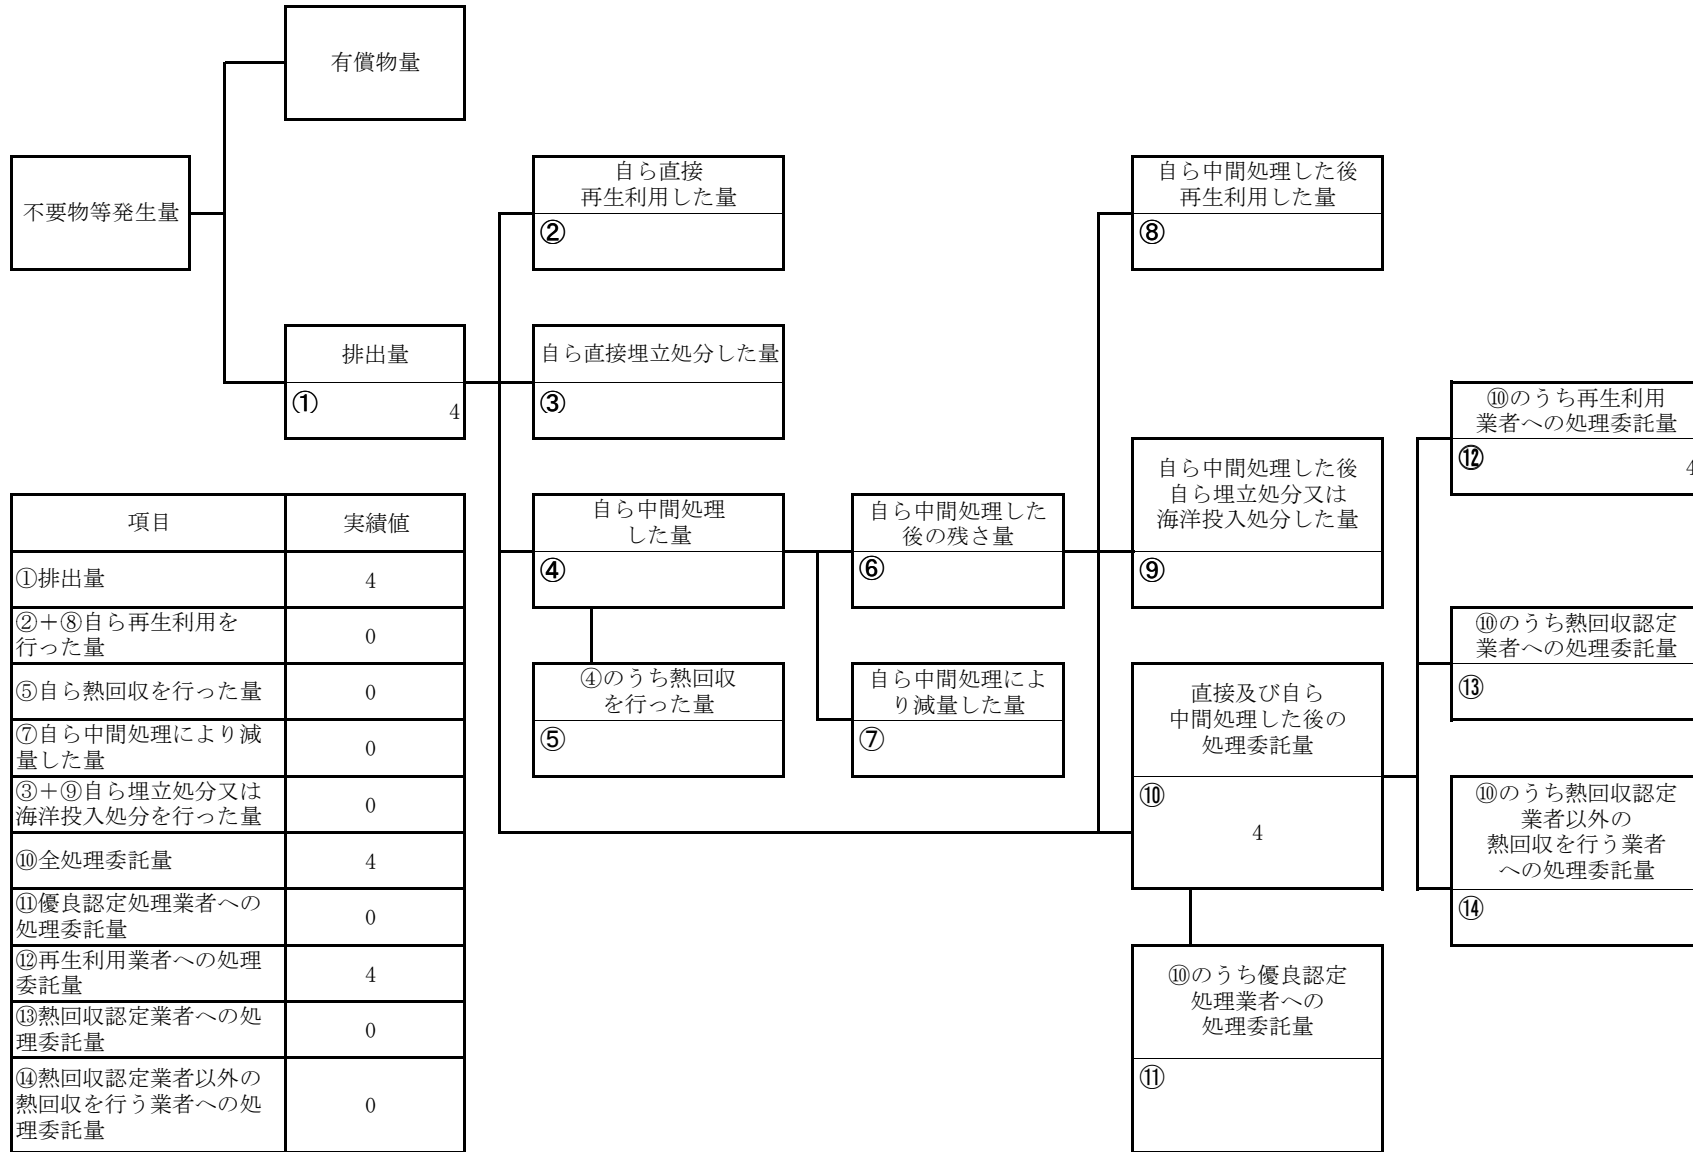 有償物量
不要物等発生量
自ら直接
再生利用した量
②
自ら中間処理した後
再生利用した量
⑧
排出量
①
4
自ら直接埋立処分した量
③
⑩のうち再生利用
業者への処理委託量
⑫
4
自ら中間処理
した量
④
自ら中間処理した
後の残さ量
⑥
自ら中間処理した後
自ら埋立処分又は
海洋投入処分した量
⑨
④のうち熱回収
を行った量
⑤
自ら中間処理によ
り減量した量
⑦
直接及び自ら
中間処理した後の
処理委託量
⑩
4
⑩のうち熱回収認定
業者への処理委託量
⑬
⑩のうち熱回収認定
業者以外の
熱回収を行う業者
への処理委託量
⑭
⑩のうち優良認定
処理業者への
処理委託量
⑪
項目 実績値
①排出量 4
②+⑧自ら再生利用を
行った量 0
⑤自ら熱回収を行った量 0
⑦自ら中間処理により減
量した量 0
③+⑨自ら埋立処分又は
海洋投入処分を行った量 0
⑩全処理委託量 4
⑪優良認定処理業者への
処理委託量 0
⑫再生利用業者への処理
委託量 4
⑬熱回収認定業者への処
理委託量 0
⑭熱回収認定業者以外の
熱回収を行う業者への処 0
理委託量